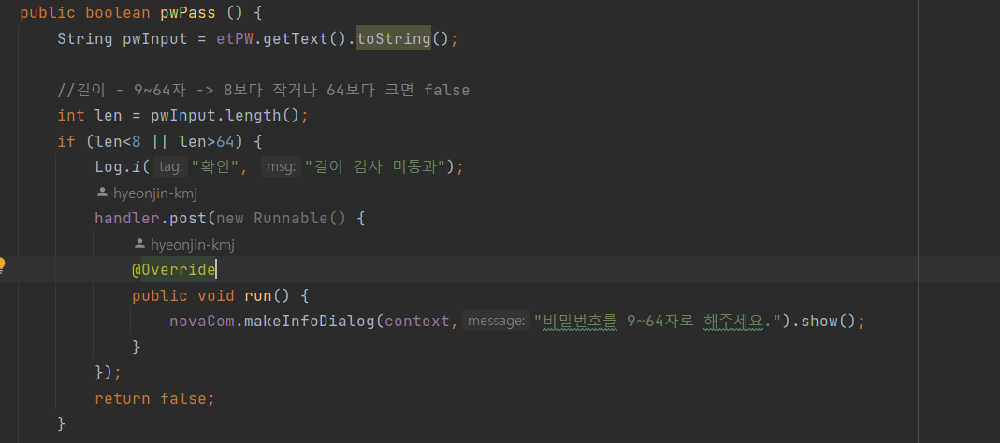 public boolean pwPass () {
String pwInput = etPW.getText().toString();
//길이 - 9~64자 -> 8보다 작거나 64보다 크면 false
int len = pwInput.length();
if (len<8 || len>64) {
Log.i( tag: "확인", msg: "길이 검사 미통과");
hyeonjin-kmj
handler.post(new Runnable() {
hyeonjin-kmj
@Override
public void run() {
novaCom.makeInfoDialog(context, message: "비밀번호를 9~64자로 해주세요.").show();
}
});
return false;
}